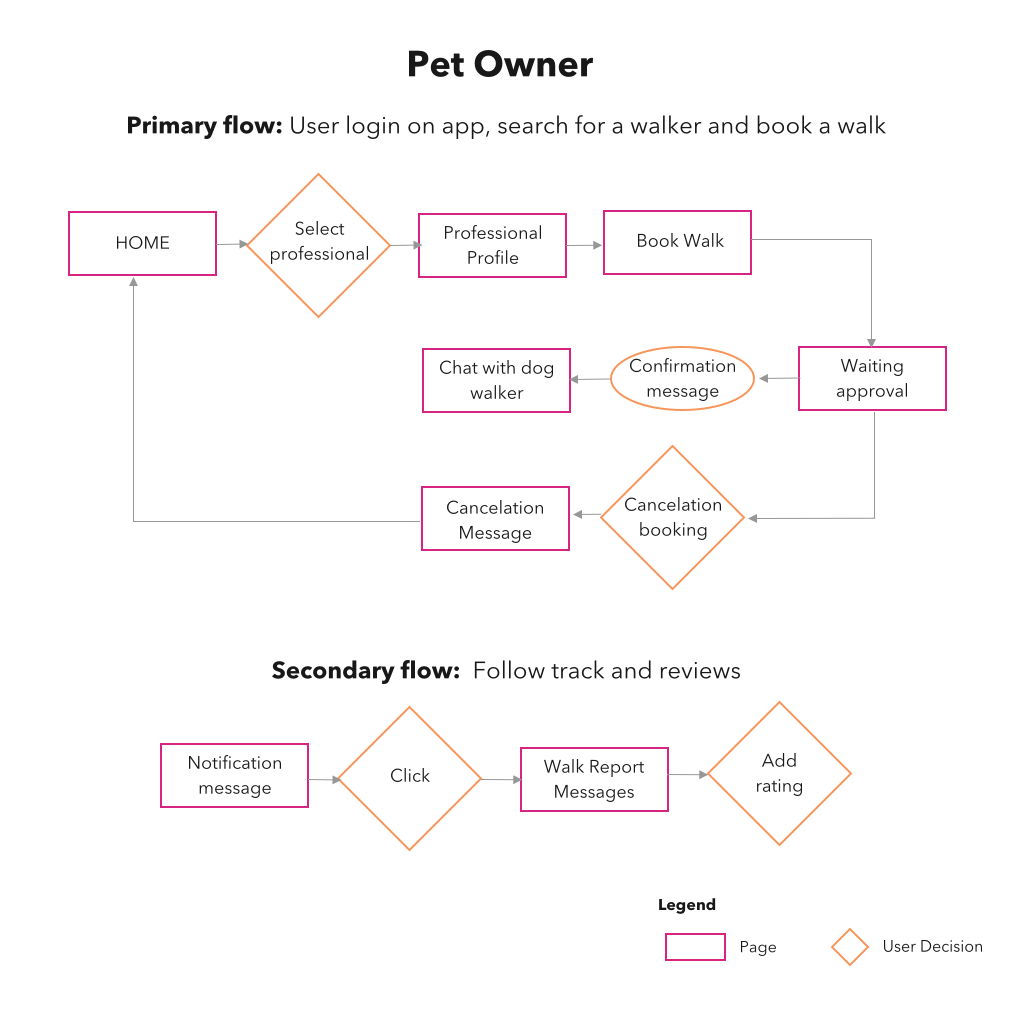 Pet Owner
Primary flow: User login on app, search for a walker and book a walk
HOME
Select
professional
Professional
Profile
Book Walk
Chat with dog
walker
Confirmation
message
Waiting
approval
Cancelation
Message
Cancelation
booking
Secondary flow: Follow track and reviews
Notification
message
Click
Walk Report
Messages
Add
rating
Legend
Page
User Decision